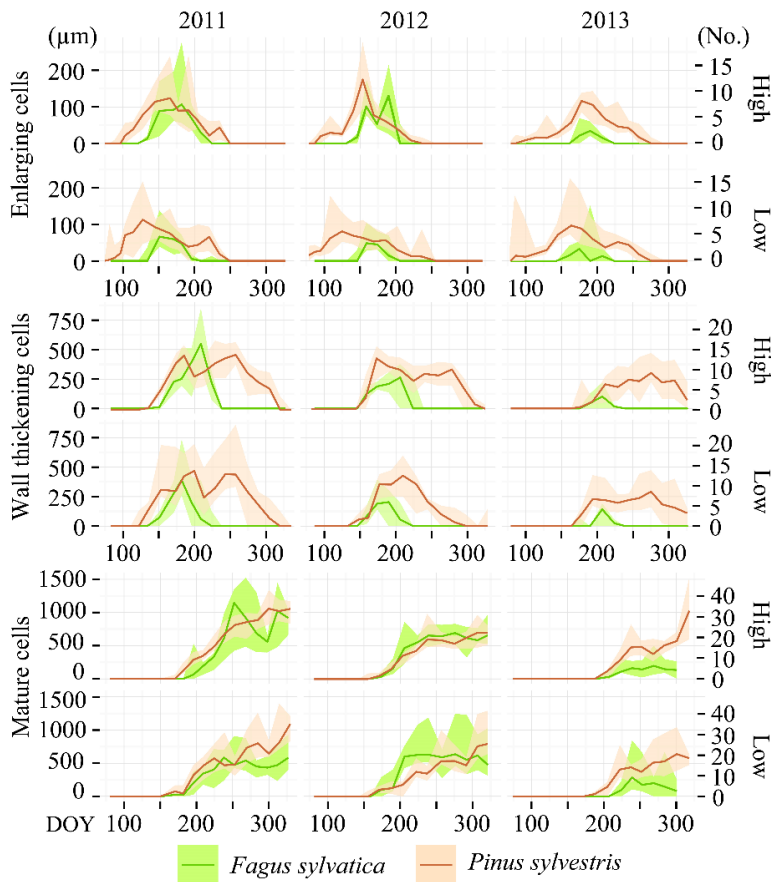 2011 2012 2013
(µm) (No.)
Enlarging cells
200 15
100 10
5
0 0
High
200 15
100 10
5
0 0
Low
100 200 300 100 200 300 100 200 300
Wall thickening cells
750 20
500 15
250 10
5
0 0
High
750 20
500 15
250 10
5
0 0
Low
100 200 300 100 200 300 100 200 300
Mature cells
1500 40
1000 30
500 20
10
0 0
High
1500 40
1000 30
500 20
10
0 0
Low
DOY 100 200 300 100 200 300 100 200 300
Fagus sylvatica Pinus sylvestris